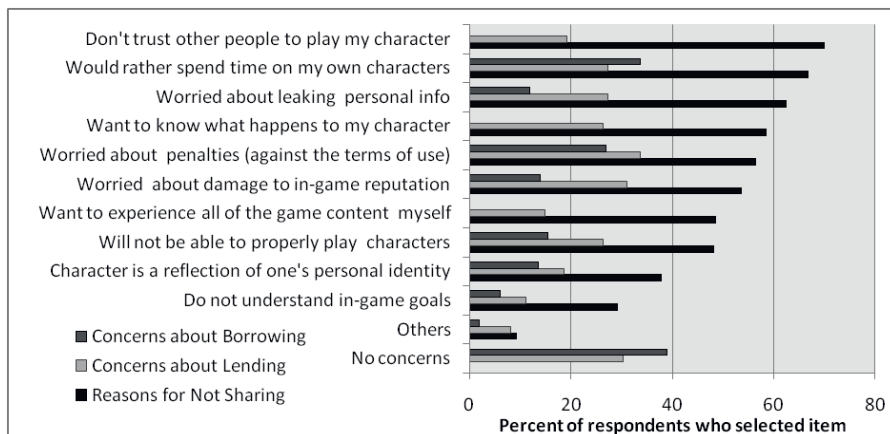 Don't trust other people to play my character
Would rather spend time on my own characters
Worried about leaking personal info
Want to know what happens to my character
Worried about penalties (against the terms of use)
Worried about damage to in-game reputation
Want to experience all of the game content myself
Will not be able to properly play characters
Character is a reflection of one's personal identity
Do not understand in-game goals
Others
No concerns
Concerns about Borrowing
Concerns about Lending
Reasons for Not Sharing
0 20 40 60 80
Percent of respondents who selected item